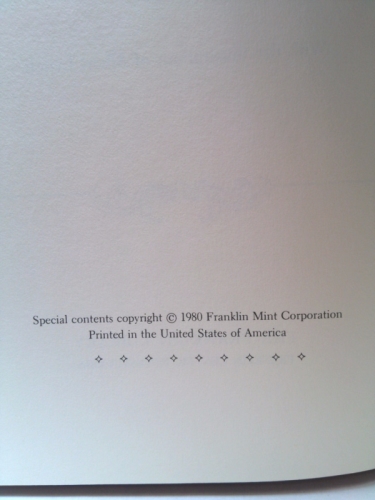 Special contents copyright © 1980 Franklin Mint Corporation
Printed in the United States of America